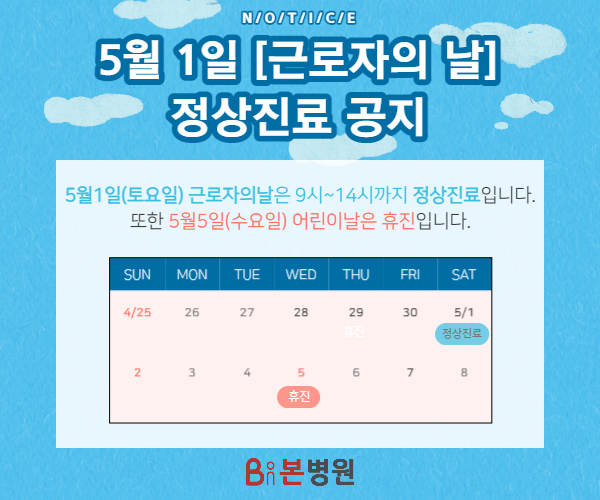 N/O/T/I/C/E
5월 1일 [근로자의 날]
정상진료 공지
5월1일(토요일) 근로자의날은 9시~14시까지 정상진료입니다.
또한 5월5일(수요일) 어린이날은 휴진입니다.
SUN MON TUE WED THU FRI SAT
4/25 26 27 28 29 30 5/1
휴진 정상진료
2 3 4 5 6 7 8
휴진
Bon 본병원